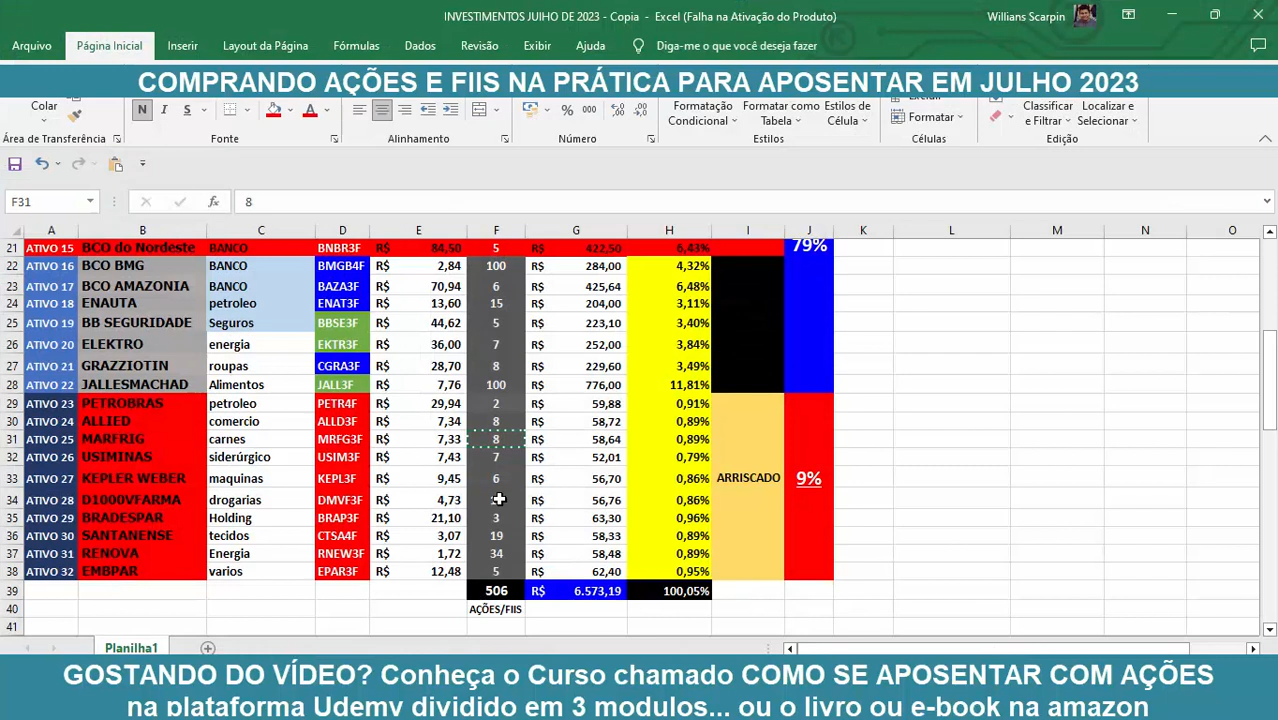 INVESTIMENTOS JUlHO DE 2023 - Copia - Excel (Falha na Ativação do Produto)
Willians Scarpin
Arquivo Página Inicial Inserir Layout da Página Fórmulas Dados Revisão Exibir Ajuda Diga-me o que você deseja fazer
COMPRANDO AÇÕES E FIIS NA PRÁTICA PARA APOSENTAR EM JULHO 2023
Colar N I S A % 000 Formatação Condicional Formatar como Tabela Estilos de Célula Formatar Classificar e Filtrar Localizar e Selecionar
Área de Transferência Fonte Alinhamento Número Estilos Células Edição
F31 fx 8
A B C D E F G H I J K L M N O
21 ATIVO 15 BCO do Nordeste BANCO BNBR3F R$ 84,50 5 R$ 422,50 6,43% 79%
22 ATIVO 16 BCO BMG BANCO BMGB4F R$ 2,84 100 R$ 284,00 4,32%
23 ATIVO 17 BCO AMAZONIA BANCO BAZA3F R$ 70,94 6 R$ 425,64 6,48%
24 ATIVO 18 ENAUTA petroleo ENAT3F R$ 13,60 15 R$ 204,00 3,11%
25 ATIVO 19 BB SEGURIDADE Seguros BBSE3F R$ 44,62 5 R$ 223,10 3,40%
26 ATIVO 20 ELEKTRO energia EKTR3F R$ 36,00 7 R$ 252,00 3,84%
27 ATIVO 21 GRAZZIOTIN roupas CGRA3F R$ 28,70 8 R$ 229,60 3,49%
28 ATIVO 22 JALLESMACHAD Alimentos JALL3F R$ 7,76 100 R$ 776,00 11,81%
29 ATIVO 23 PETROBRAS petroleo PETR4F R$ 29,94 2 R$ 59,88 0,91%
30 ATIVO 24 ALLIED comercio ALLD3F R$ 7,34 8 R$ 58,72 0,89%
31 ATIVO 25 MARFRIG carnes MRFG3F R$ 7,33 8 R$ 58,64 0,89%
32 ATIVO 26 USIMINAS siderúrgico USIM3F R$ 7,43 7 R$ 52,01 0,79%
33 ATIVO 27 KEPLER WEBER maquinas KEPL3F R$ 9,45 6 R$ 56,70 0,86% ARRISCADO 9%
34 ATIVO 28 D1000VFARMA drogarias DMVF3F R$ 4,73 R$ 56,76 0,86%
35 ATIVO 29 BRADESPAR Holding BRAP3F R$ 21,10 3 R$ 63,30 0,96%
36 ATIVO 30 SANTANENSE tecidos CTSA4F R$ 3,07 19 R$ 58,33 0,89%
37 ATIVO 31 RENOVA Energia RNEW3F R$ 1,72 34 R$ 58,48 0,89%
38 ATIVO 32 EMBPAR varios EPAR3F R$ 12,48 5 R$ 62,40 0,95%
39 506 R$ 6.573,19 100,05%
40 AÇÕES/FIIS
41
Planilha1
GOSTANDO DO VÍDEO? Conheça o Curso chamado COMO SE APOSENTAR COM AÇÕES
na plataforma Udemy dividido em 3 modulos... ou o livro ou e-book na amazon